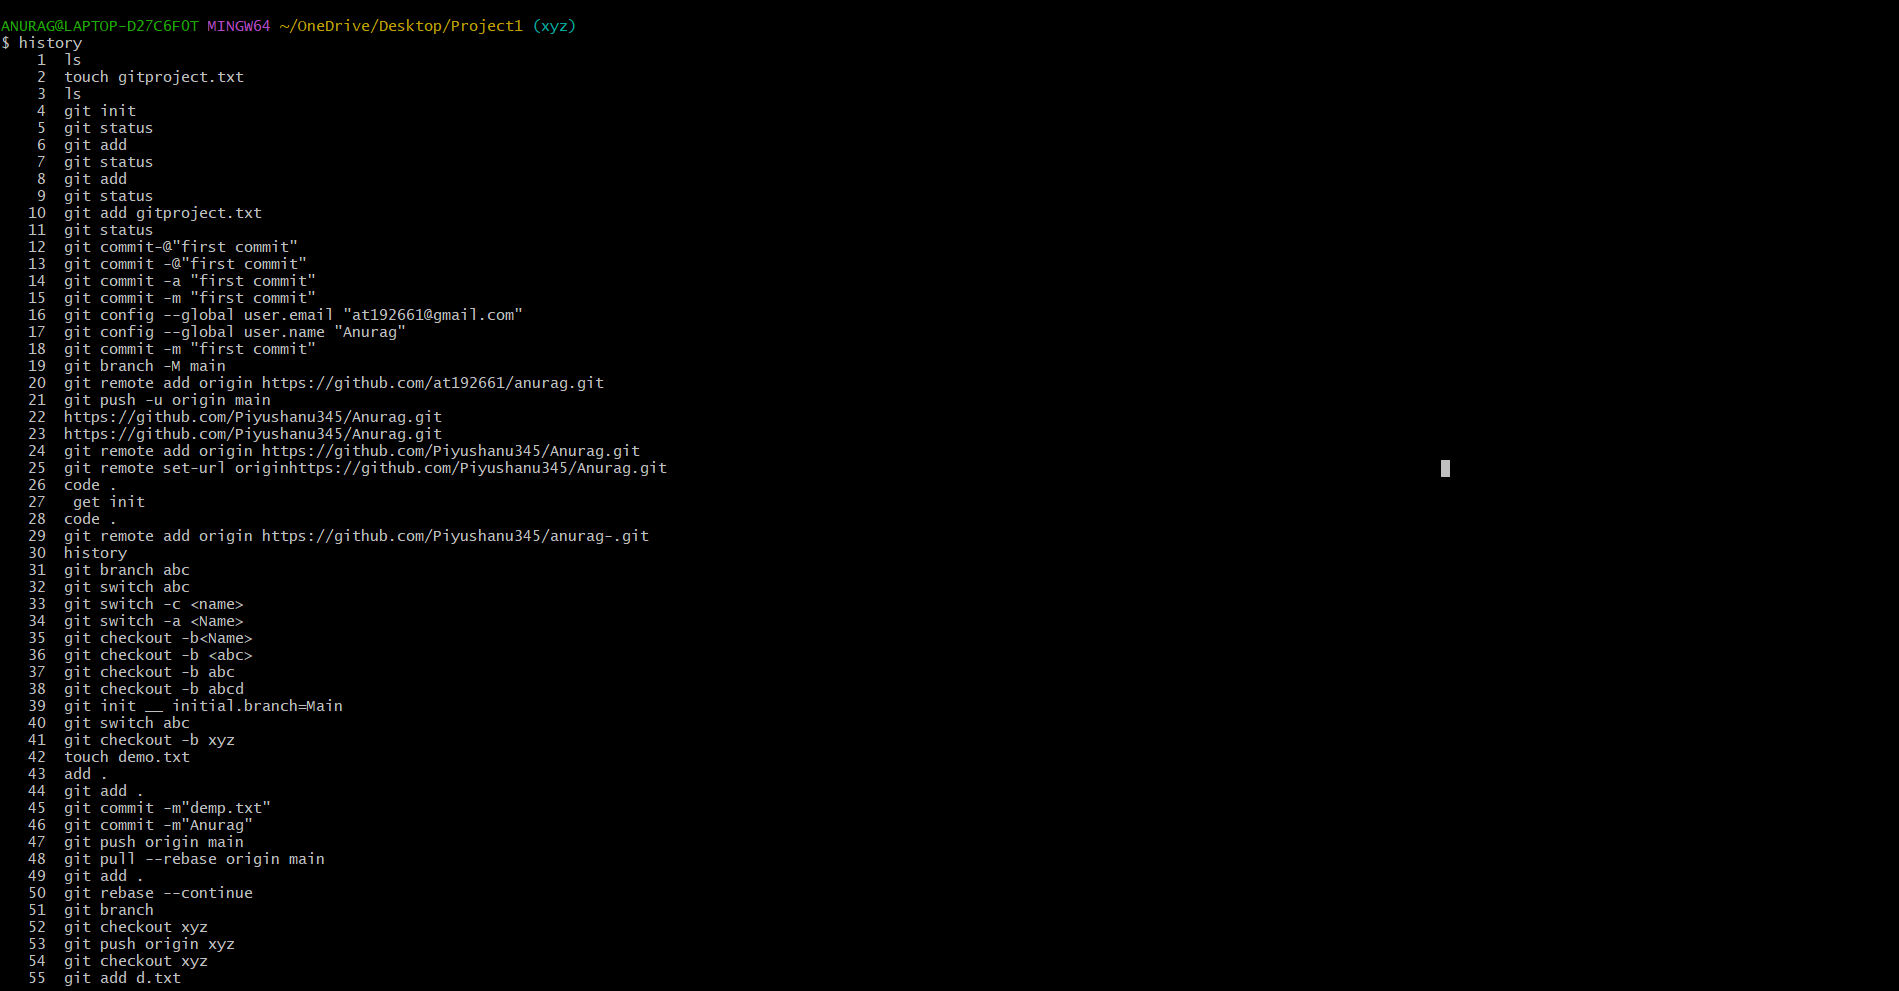 ANURAG@LAPTOP-D27C6F0T MINGW64 ~/OneDrive/Desktop/Project1 (xyz)
$ history
1 ls
2 touch gitproject.txt
3 ls
4 git init
5 git status
6 git add
7 git status
8 git add
9 git status
10 git add gitproject.txt
11 git status
12 git commit-@"first commit"
13 git commit -@"first commit"
14 git commit -a "first commit"
15 git commit -m "first commit"
16 git config --global user.email "at192661@gmail.com"
17 git config --global user.name "Anurag"
18 git commit -m "first commit"
19 git branch -M main
20 git remote add origin https://github.com/at192661/anurag.git
21 git push -u origin main
22 https://github.com/Piyushanu345/Anurag.git
23 https://github.com/Piyushanu345/Anurag.git
24 git remote add origin https://github.com/Piyushanu345/Anurag.git
25 git remote set-url originhttps://github.com/Piyushanu345/Anurag.git
26 code .
27 get init
28 code .
29 git remote add origin https://github.com/Piyushanu345/anurag-.git
30 history
31 git branch abc
32 git switch abc
33 git switch -c <name>
34 git switch -a <Name>
35 git checkout -b<Name>
36 git checkout -b <abc>
37 git checkout -b abc
38 git checkout -b abcd
39 git init __ initial.branch=Main
40 git switch abc
41 git checkout -b xyz
42 touch demo.txt
43 add .
44 git add .
45 git commit -m"demp.txt"
46 git commit -m"Anurag"
47 git push origin main
48 git pull --rebase origin main
49 git add .
50 git rebase --continue
51 git branch
52 git checkout xyz
53 git push origin xyz
54 git checkout xyz
55 git add d.txt